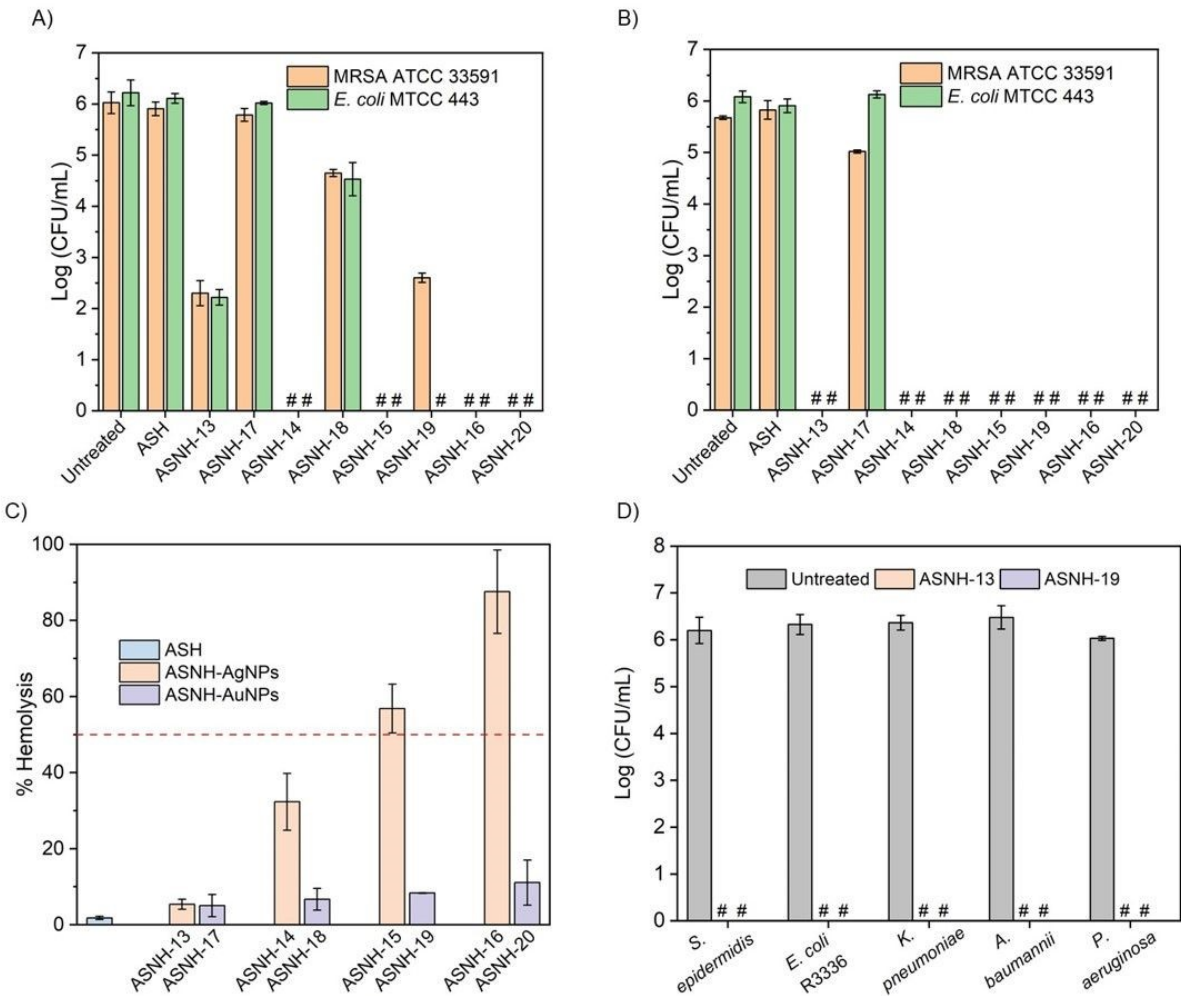 A)
Log (CFU/mL)
7
6
5
4
3
2
1
0
MRSA ATCC 33591
E. coli MTCC 443
# #
# #
#
# #
# #
Untreated
ASH
ASNH-13
ASNH-17
ASNH-14
ASNH-18
ASNH-15
ASNH-19
ASNH-16
ASNH-20
B)
Log (CFU/mL)
7
6
5
4
3
2
1
0
MRSA ATCC 33591
E. coli MTCC 443
# #
# #
# #
# #
# #
# #
# #
Untreated
ASH
ASNH-13
ASNH-17
ASNH-14
ASNH-18
ASNH-15
ASNH-19
ASNH-16
ASNH-20
C)
% Hemolysis
100
80
60
40
20
0
ASH
ASNH-AgNPs
ASNH-AuNPs
ASNH-13
ASNH-17
ASNH-14
ASNH-18
ASNH-15
ASNH-19
ASNH-16
ASNH-20
D)
Log (CFU/mL)
8
7
6
5
4
3
2
1
0
Untreated
ASNH-13
ASNH-19
# #
# #
# #
# #
# #
S.
epidermidis
E. coli
R3336
K.
pneumoniae
A.
baumannii
P.
aeruginosa